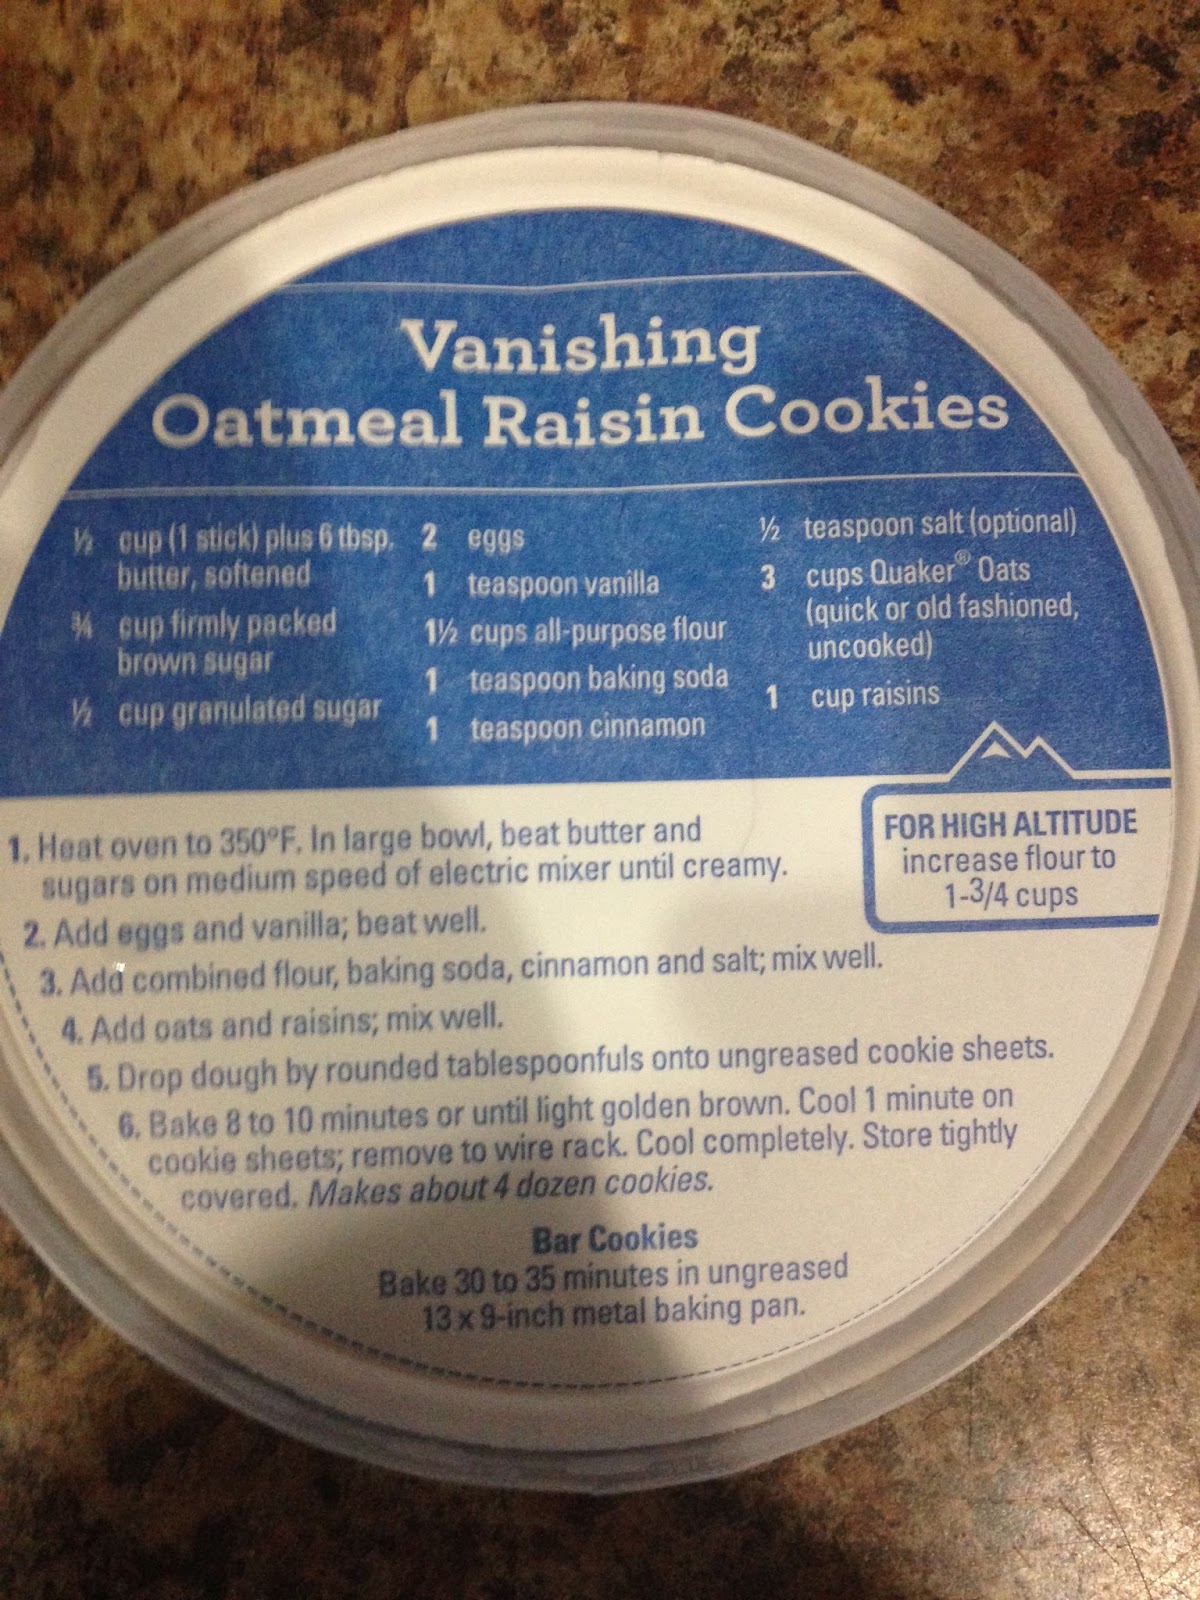 Vanishing
Oatmeal Raisin Cookies
½ cup (1 stick) plus 6 tbsp.
butter, softened
¾ cup firmly packed
brown sugar
½ cup granulated sugar
2 eggs
1 teaspoon vanilla
1½ cups all-purpose flour
1 teaspoon baking soda
1 teaspoon cinnamon
½ teaspoon salt (optional)
3 cups Quaker® Oats
(quick or old fashioned,
uncooked)
1 cup raisins
FOR HIGH ALTITUDE
increase flour to
1-3/4 cups
1. Heat oven to 350°F. In large bowl, beat butter and
sugars on medium speed of electric mixer until creamy.
2. Add eggs and vanilla; beat well.
3. Add combined flour, baking soda, cinnamon and salt; mix well.
4. Add oats and raisins; mix well.
5. Drop dough by rounded tablespoonfuls onto ungreased cookie sheets.
6. Bake 8 to 10 minutes or until light golden brown. Cool 1 minute on
cookie sheets; remove to wire rack. Cool completely. Store tightly
covered. Makes about 4 dozen cookies.
Bar Cookies
Bake 30 to 35 minutes in ungreased
13 x 9-inch metal baking pan.